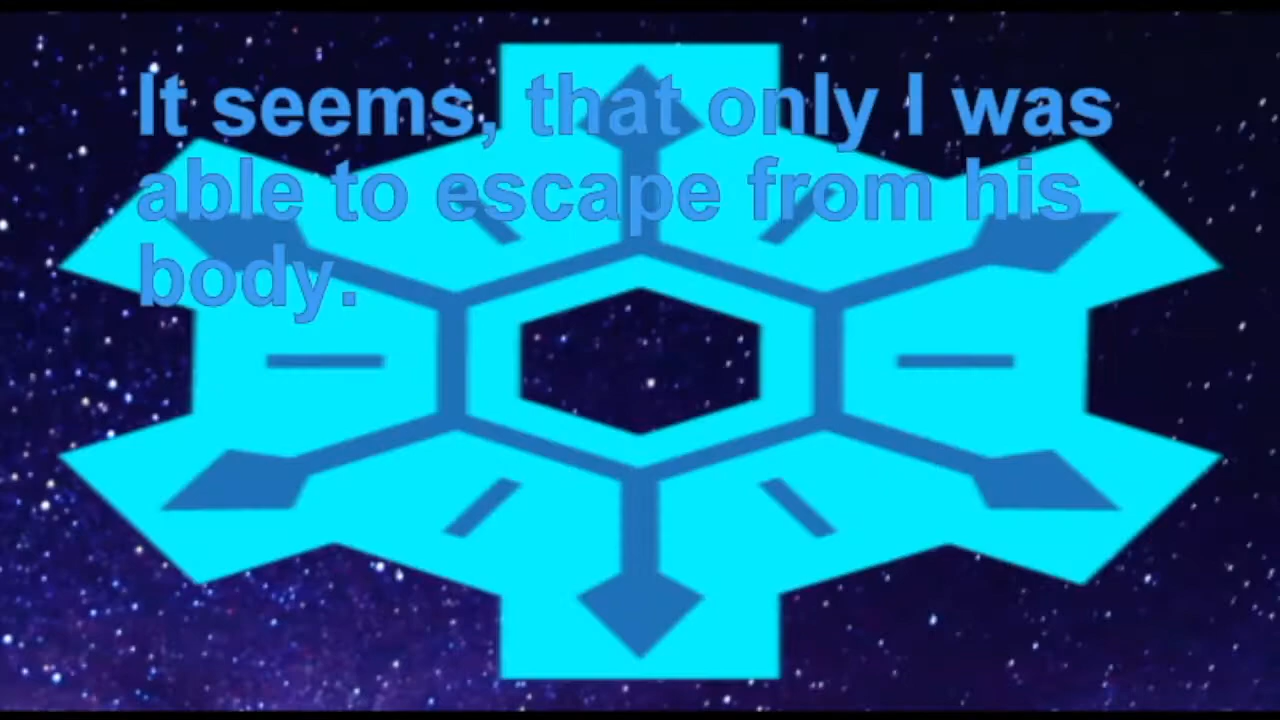 It seems, that only I was
able to escape from his
body.